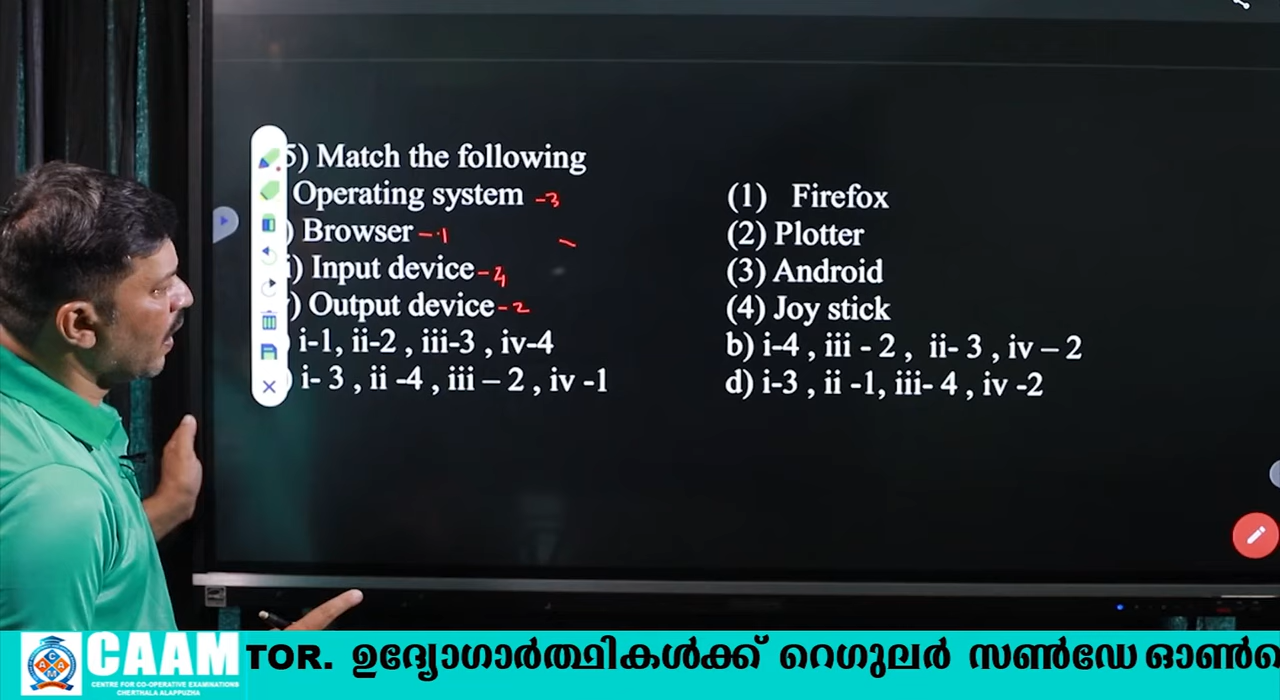 5) Match the following
Operating system -3
(1) Firefox
) Browser -1
(2) Plotter
i) Input device -4
(3) Android
) Output device -2
(4) Joy stick
i-1, ii-2 , iii-3 , iv-4
b) i-4 , iii - 2 , ii- 3 , iv – 2
) i- 3 , ii -4 , iii – 2 , iv -1
d) i-3 , ii -1, iii- 4 , iv -2
CAAM
CENTRE FOR CO-OPERATIVE EXAMINATIONS
CHERTHALA ALAPPUZHA
TOR. ഉദ്യോഗാർത്ഥികൾക്ക് റെഗുലർ സൺഡേ ഓൺലൈ